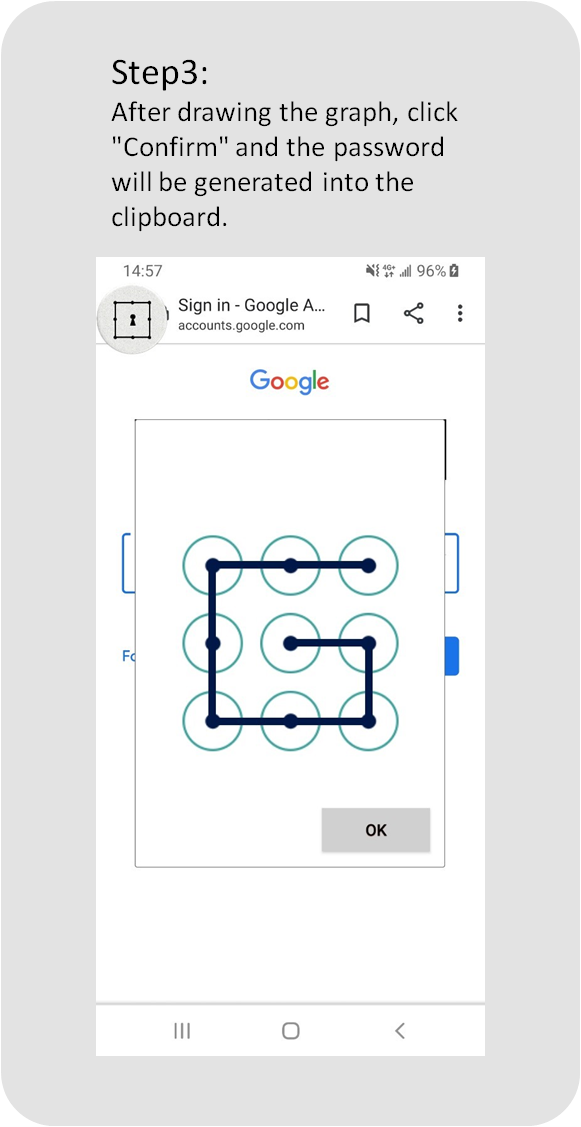 Step3:
After drawing the graph, click
"Confirm" and the password
will be generated into the
clipboard.
14:57 4G+ 96%
Sign in - Google A...
accounts.google.com
Google
Fo
OK